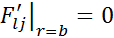 F′ₗⱼ|ᵣ₌b = 0